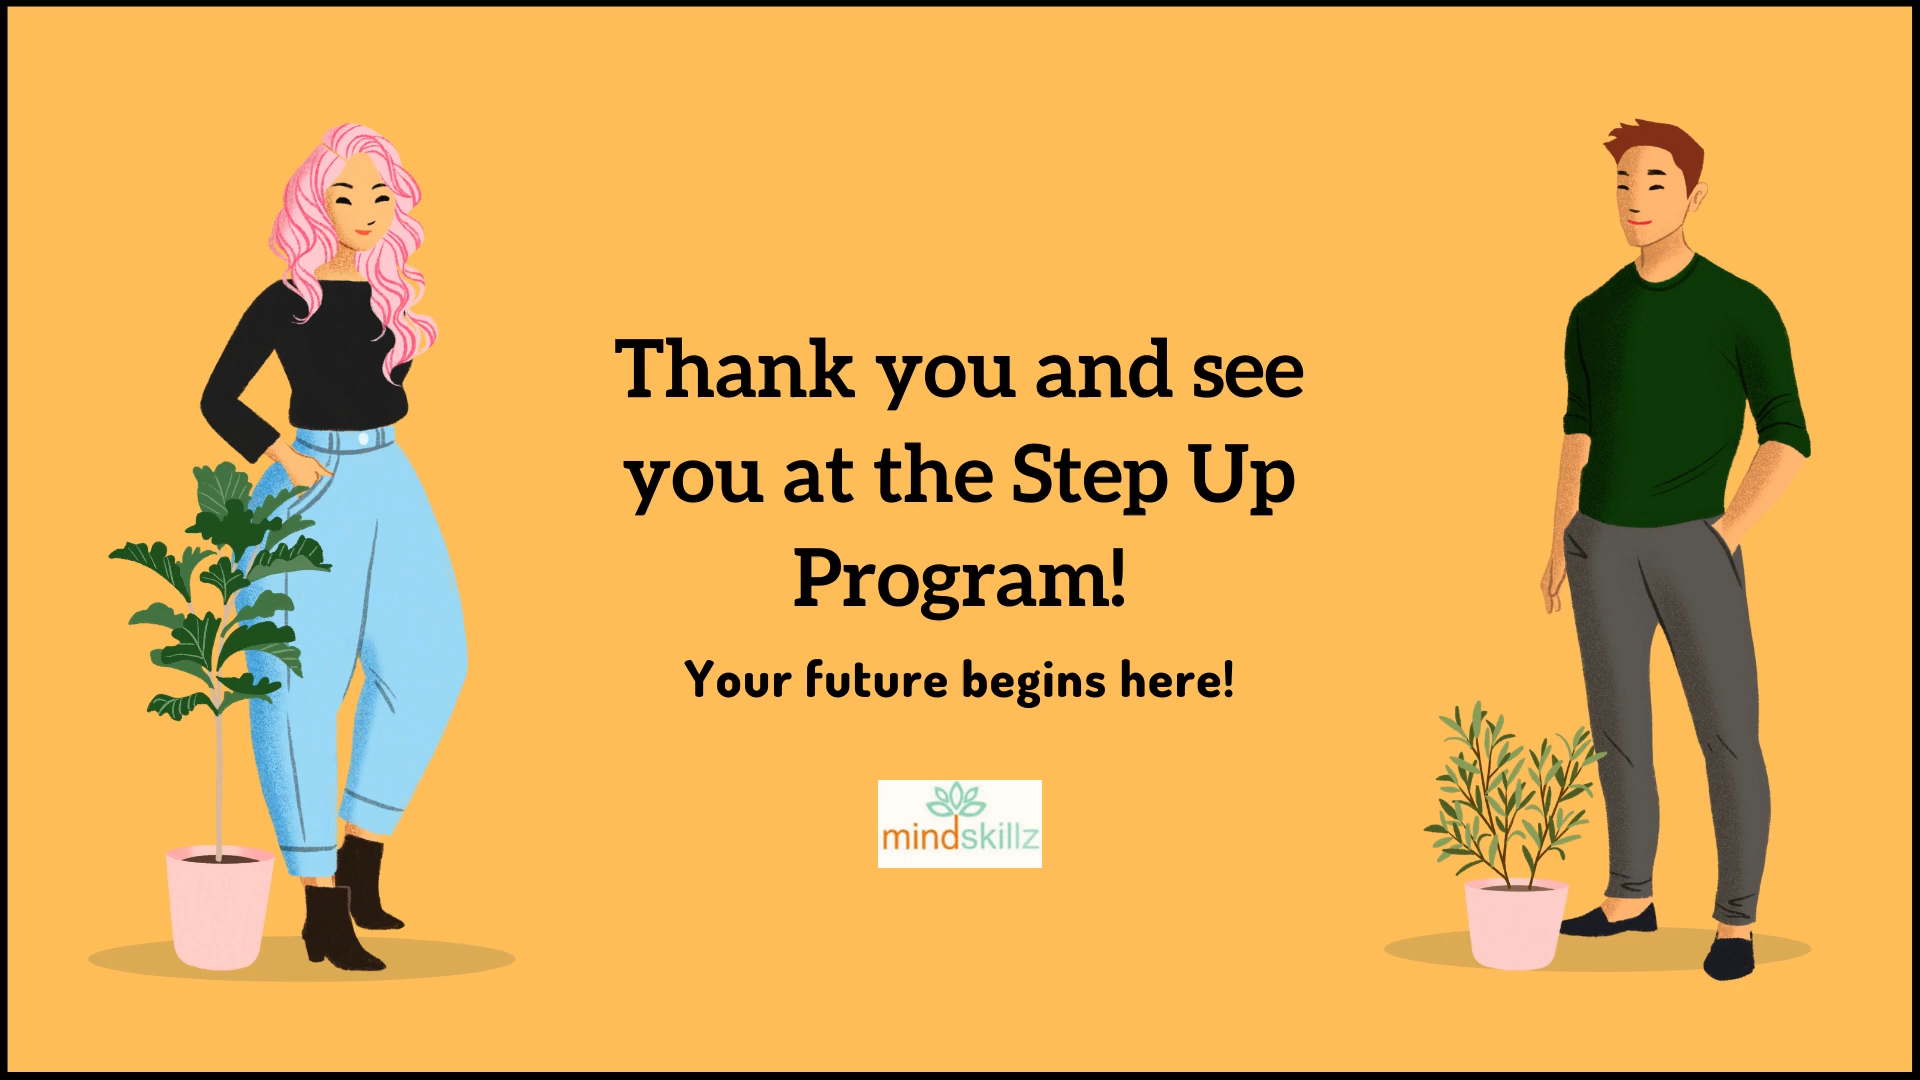 Thank you and see
you at the Step Up
Program!
Your future begins here!
mindskillz